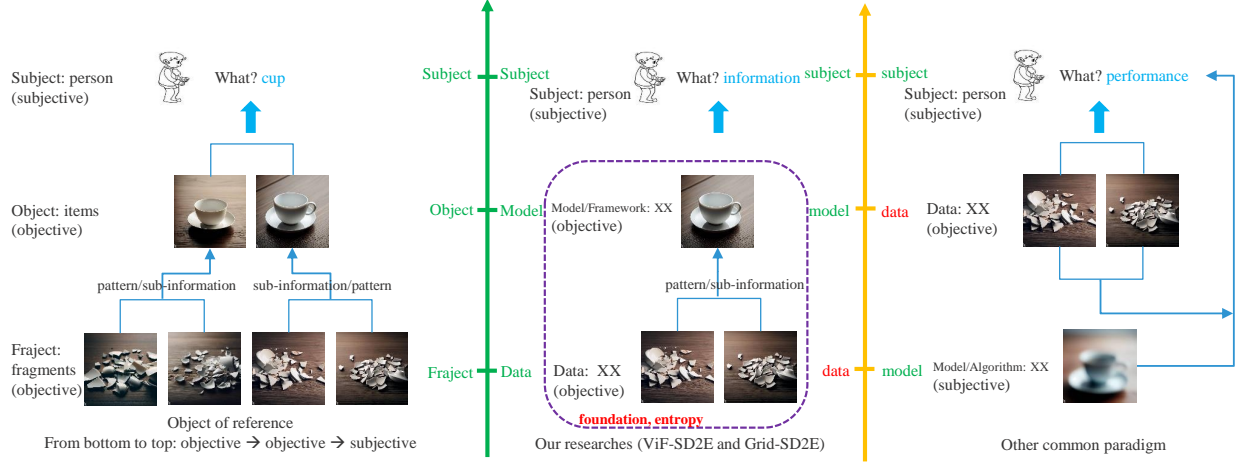 Subject: person
(subjective)
What? cup
Object: items
(objective)
pattern/sub-information
sub-information/pattern
Fraject:
fragments
(objective)
Object of reference
From bottom to top: objective → objective → subjective
Subject
Subject
Object
Model
Fraject
Data
What? information
Subject: person
(subjective)
Model/Framework: XX
(objective)
pattern/sub-information
Data: XX
(objective)
foundation, entropy
Our researches (ViF-SD2E and Grid-SD2E)
subject
subject
model
data
data
model
What? performance
Subject: person
(subjective)
Data: XX
(objective)
Model/Algorithm: XX
(subjective)
Other common paradigm